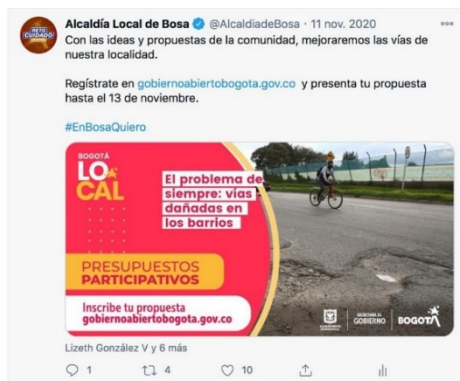 RETO
CUIDADO
Alcaldía Local de Bosa @AlcaldiadeBosa · 11 nov. 2020
Con las ideas y propuestas de la comunidad, mejoraremos las vías de
nuestra localidad.
Regístrate en gobiernoabiertobogota.gov.co y presenta tu propuesta
hasta el 13 de noviembre.
#EnBosaQuiero
BOGOTÁ
LO
CAL
El problema de
siempre: vías
dañadas en
los barrios
PRESUPUESTOS
PARTICIPATIVOS
Inscribe tu propuesta
gobiernoabiertobogota.gov.co
GOBIERNO
BOGOTÁ
Lizeth González V y 6 más
1 4 10